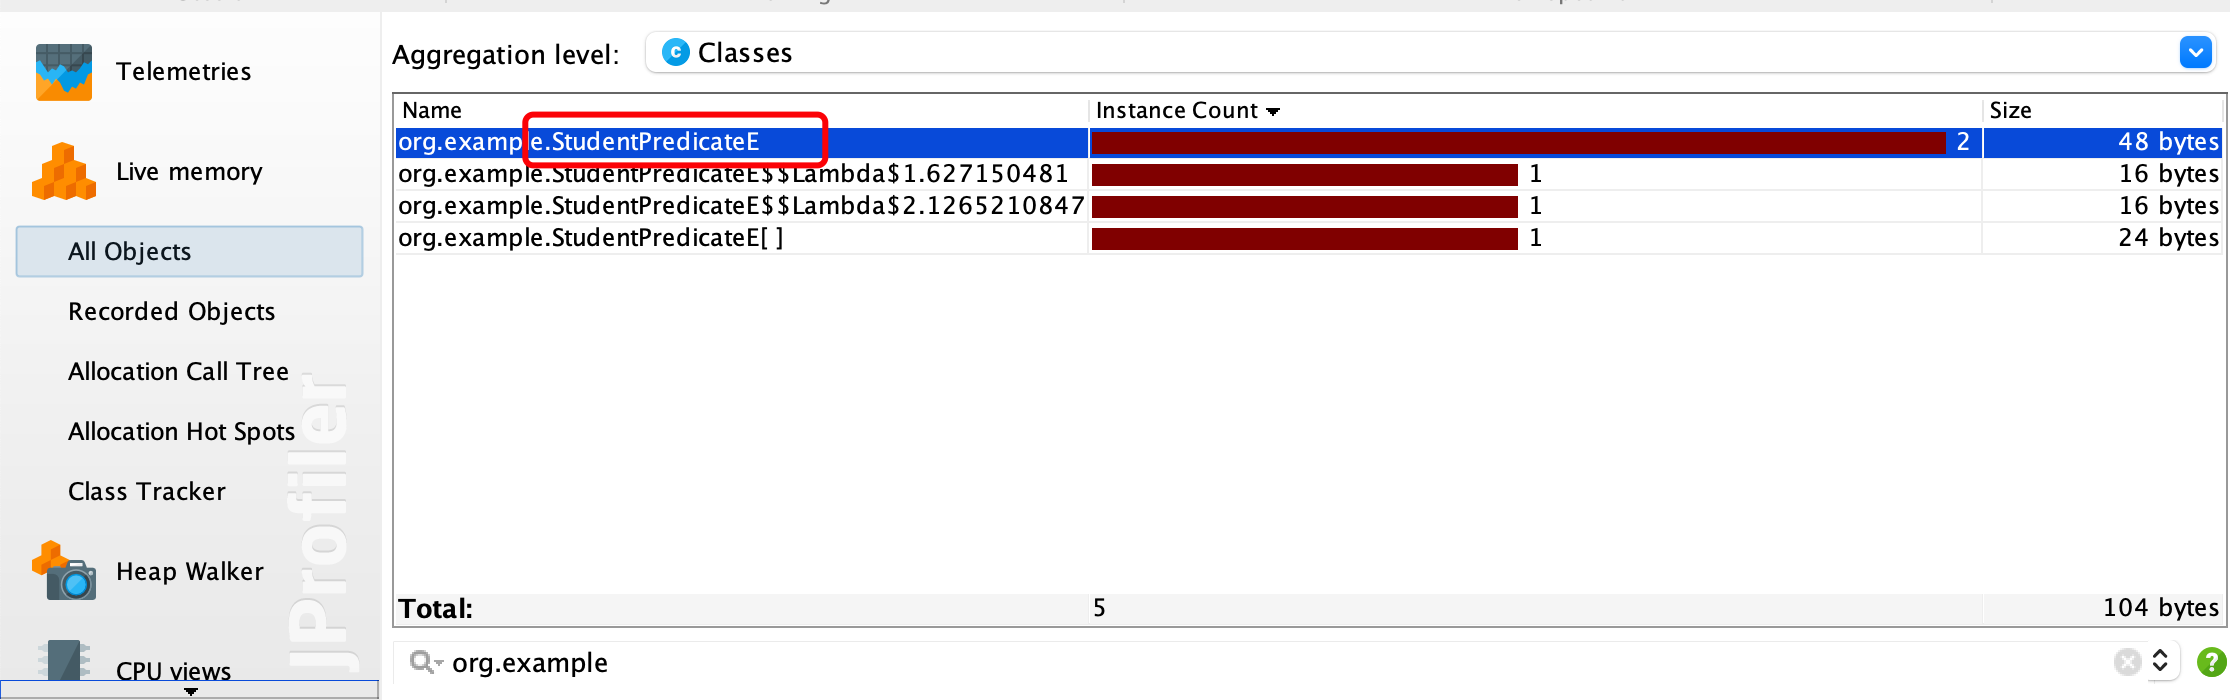 Telemetries
Live memory
All Objects
Recorded Objects
Allocation Call Tree
Allocation Hot Spots
Class Tracker
Heap Walker
CPU views
JProfiler
Aggregation level: c Classes
Name Instance Count Size
org.example.StudentPredicateE 2 48 bytes
org.example.StudentPredicateE$$Lambda$1.627150481 1 16 bytes
org.example.StudentPredicateE$$Lambda$2.1265210847 1 16 bytes
org.example.StudentPredicateE[ ] 1 24 bytes
Total: 5 104 bytes
org.example ?